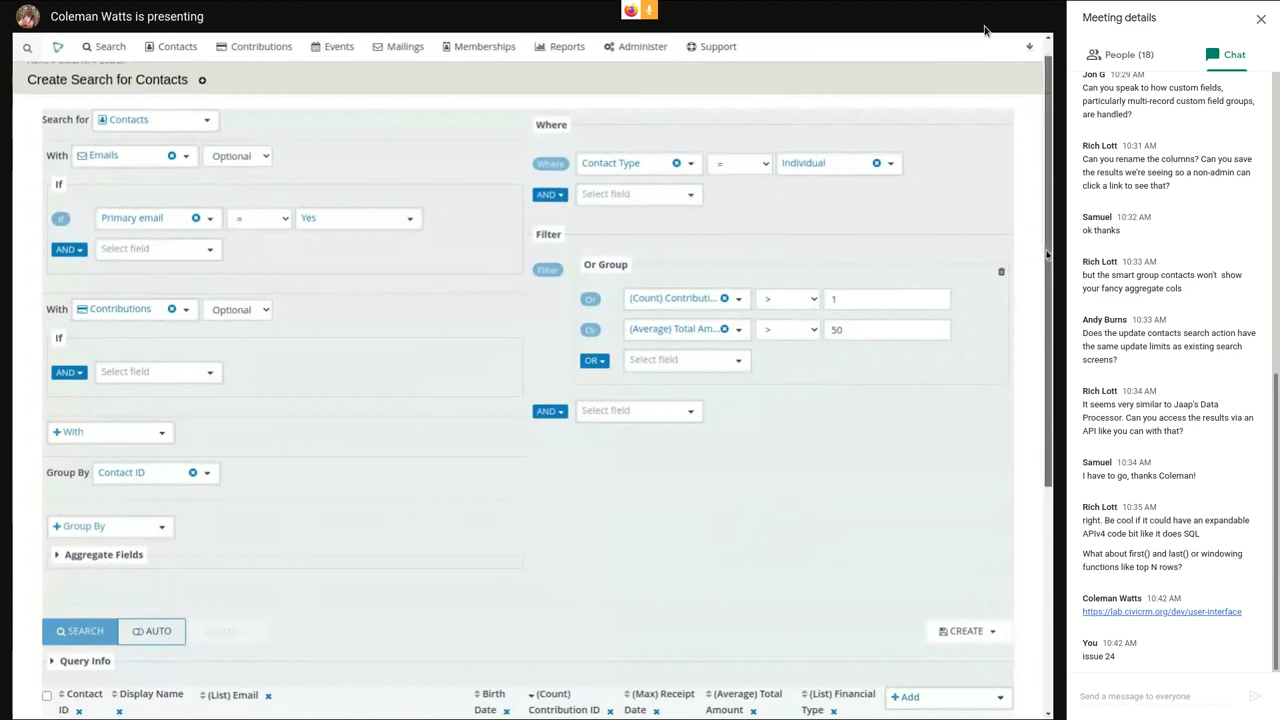 Coleman Watts is presenting
Search
Contacts
Contributions
Events
Mailings
Memberships
Reports
Administer
Support
Create Search for Contacts
Search for Contacts
With Emails Optional
If
If Primary email = Yes
AND Select field
With Contributions Optional
If
AND Select field
+ With
Group By Contact ID
+ Group By
Aggregate Fields
Where
Where Contact Type = Individual
AND Select field
Filter
Filter Or Group
Or (Count) Contributi... > 1
Or (Average) Total Am... > 50
OR Select field
AND Select field
SEARCH AUTO
CREATE
Query Info
Contact ID
Display Name
(List) Email
Birth Date
(Count) Contribution ID
(Max) Receipt Date
(Average) Total Amount
(List) Financial Type
+ Add
Meeting details
People (18)
Chat
Jon G 10:29 AM
Can you speak to how custom fields,
particularly multi-record custom field groups,
are handled?
Rich Lott 10:31 AM
Can you rename the columns? Can you save
the results we're seeing so a non-admin can
click a link to see that?
Samuel 10:32 AM
ok thanks
Rich Lott 10:33 AM
but the smart group contacts won't show
your fancy aggregate cols
Andy Burns 10:33 AM
Does the update contacts search action have
the same update limits as existing search
screens?
Rich Lott 10:34 AM
It seems very similar to Jaap's Data
Processor. Can you access the results via an
API like you can with that?
Samuel 10:34 AM
I have to go, thanks Coleman!
Rich Lott 10:35 AM
right. Be cool if it could have an expandable
APIv4 code bit like it does SQL
What about first() and last() or windowing
functions like top N rows?
Coleman Watts 10:42 AM
https://lab.civicrm.org/dev/user-interface
You 10:42 AM
issue 24
Send a message to everyone